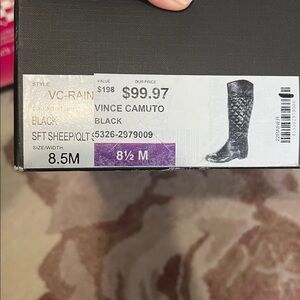 STYLE
VC-RAIN
BLACK
SFT SHEEP/QLT
SIZE/WIDTH
8.5M
VALUE OUR PRICE
$198 $99.97
VINCE CAMUTO
BLACK
5326-2979009
8½ M